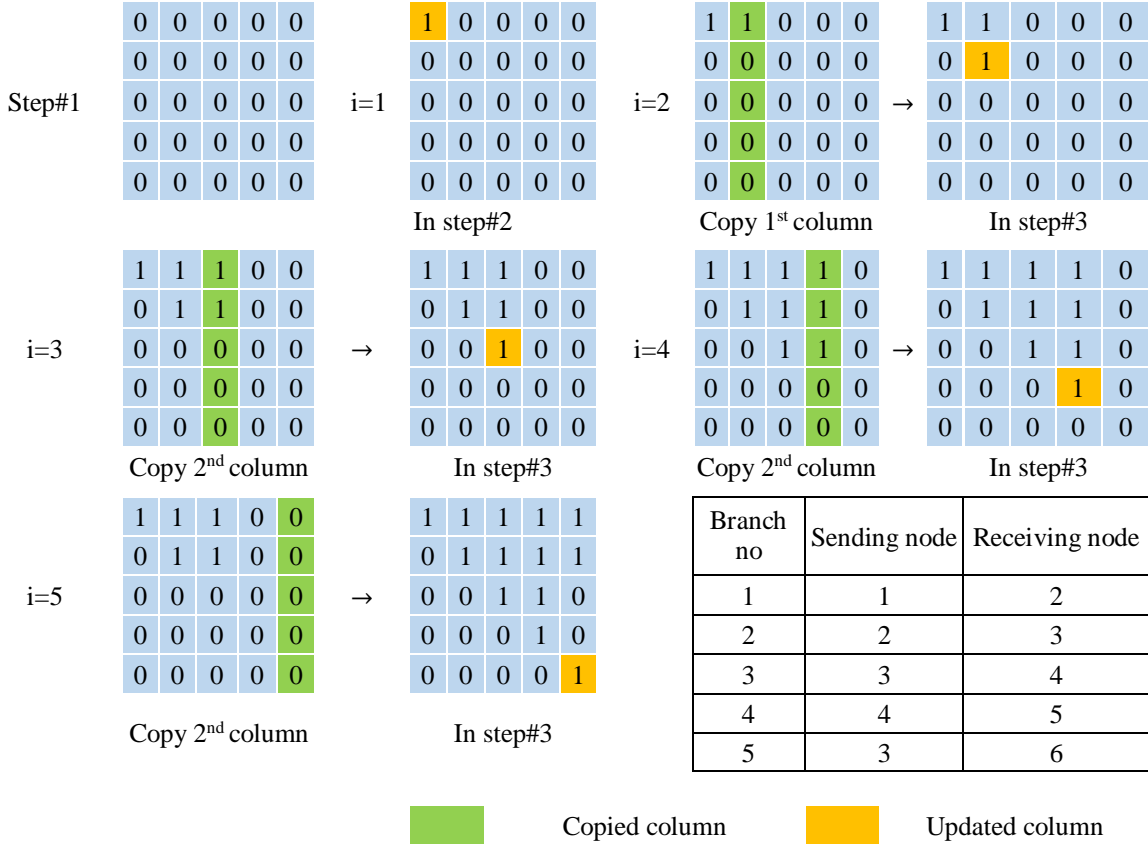 0 0 0 0 0 1 0 0 0 0 1 1 0 0 0 1 1 0 0 0
0 0 0 0 0 0 0 0 0 0 0 0 0 0 0 0 1 0 0 0
Step#1 0 0 0 0 0 i=1 0 0 0 0 0 i=2 0 0 0 0 0 → 0 0 0 0 0
0 0 0 0 0 0 0 0 0 0 0 0 0 0 0 0 0 0 0 0
0 0 0 0 0 0 0 0 0 0 0 0 0 0 0 0 0 0 0 0
In step#2 Copy 1st column In step#3
1 1 1 0 0 1 1 1 0 0 1 1 1 1 0 1 1 1 1 0
0 1 1 0 0 0 1 1 0 0 0 1 1 1 0 0 1 1 1 0
i=3 0 0 0 0 0 → 0 0 1 0 0 i=4 0 0 1 1 0 → 0 0 1 1 0
0 0 0 0 0 0 0 0 0 0 0 0 0 0 0 0 0 0 1 0
0 0 0 0 0 0 0 0 0 0 0 0 0 0 0 0 0 0 0 0
Copy 2nd column In step#3 Copy 2nd column In step#3
1 1 1 0 0 1 1 1 1 1
0 1 1 0 0 0 1 1 1 1
i=5 0 0 0 0 0 → 0 0 1 1 0
0 0 0 0 0 0 0 0 1 0
0 0 0 0 0 0 0 0 0 1
Copy 2nd column In step#3
Branch
no Sending node Receiving node
1 1 2
2 2 3
3 3 4
4 4 5
5 3 6
Copied column Updated column